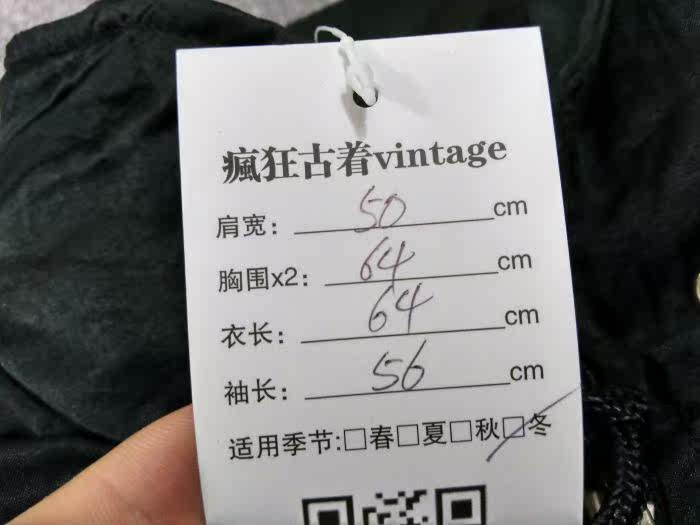 瘋狂古着vintage
肩宽：50cm
胸围x2：64cm
衣长：64cm
袖长：56cm
适用季节:□春□夏□秋□冬